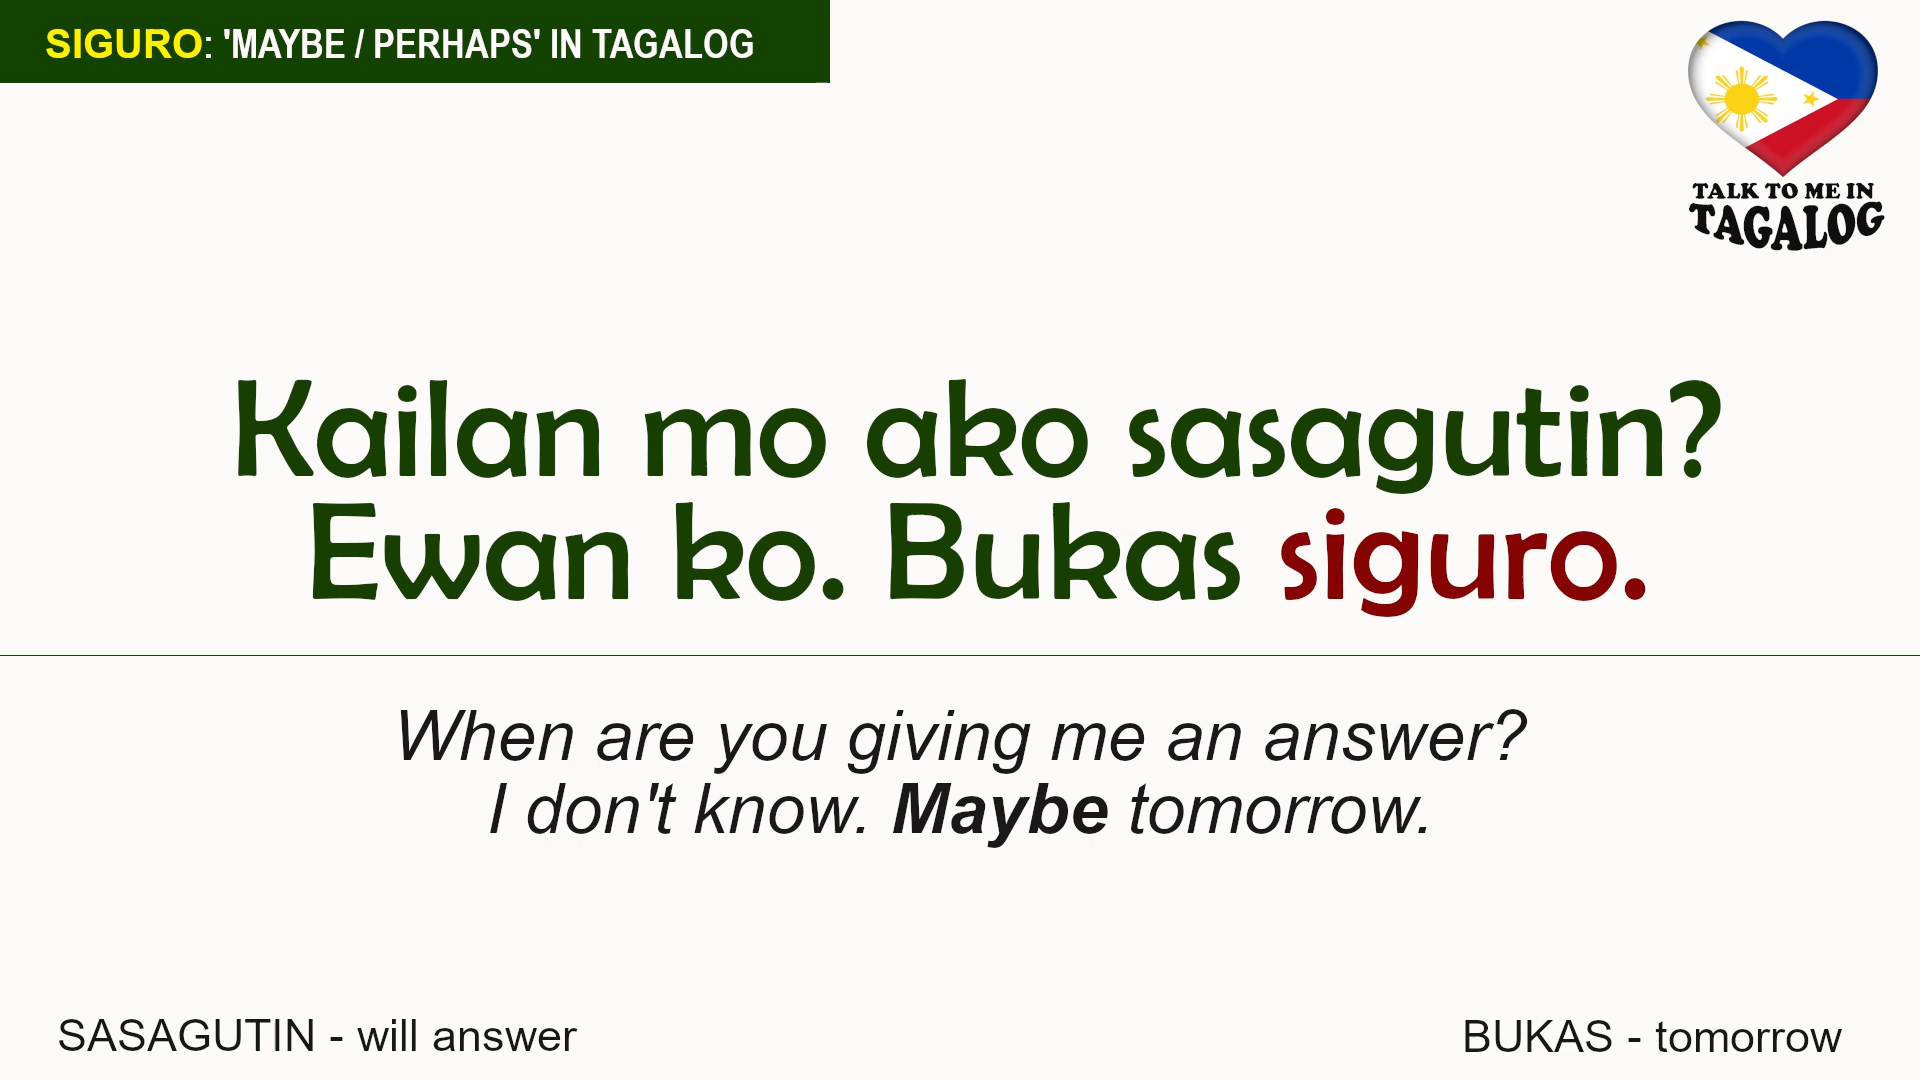 SIGURO: 'MAYBE / PERHAPS' IN TAGALOG
TALK TO ME IN
TAGALOG
Kailan mo ako sasagutin?
Ewan ko. Bukas siguro.
When are you giving me an answer?
I don't know. Maybe tomorrow.
SASAGUTIN - will answer
BUKAS - tomorrow